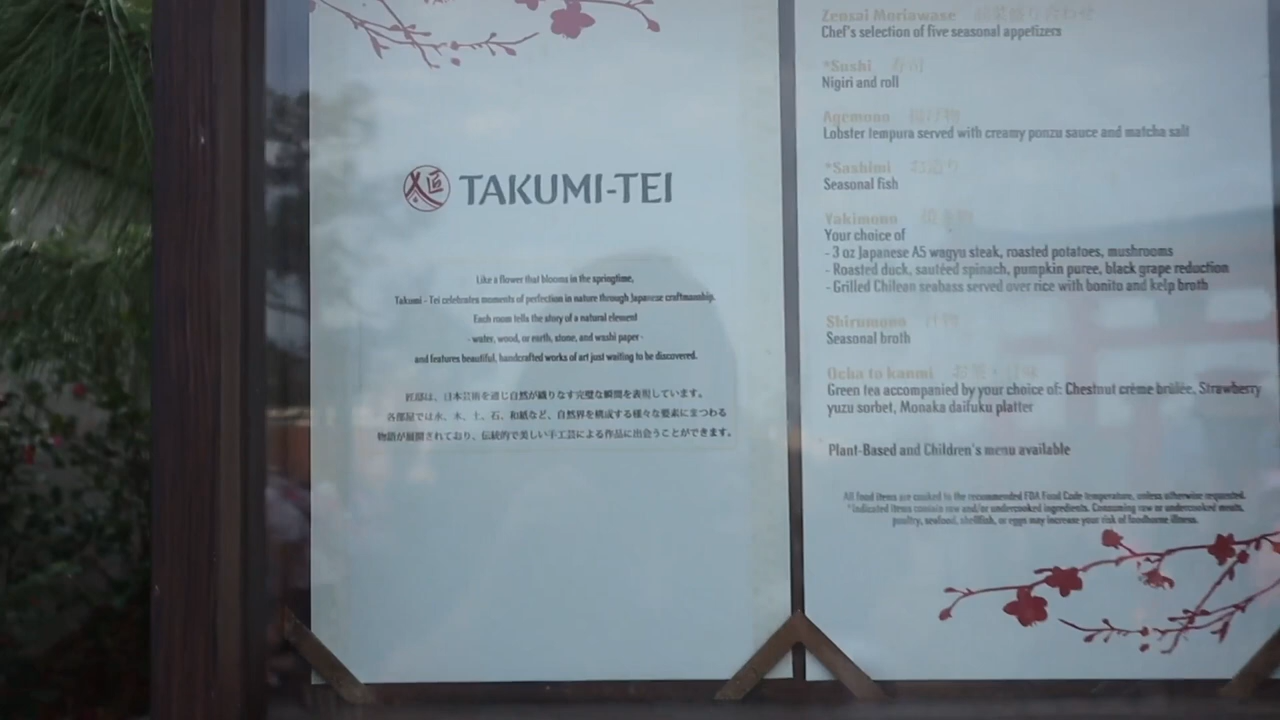 匠 TAKUMI-TEI
Like a flower that blooms in the springtime,
Takumi - Tei celebrates moments of perfection in nature through Japanese craftmanship.
Each room tells the story of a natural element
- water, wood, or earth, stone, and washi paper -
and features beautiful, handcrafted works of art just waiting to be discovered.
匠邸は、日本芸術を通じ自然が織りなす完璧な瞬間を表現しています。
各部屋では水、木、土、石、和紙など、自然界を構成する様々な要素にまつわる
物語が展開されており、伝統的で美しい手工芸による作品に出会うことができます。
Zensai Moriawase 前菜盛り合わせ
Chef's selection of five seasonal appetizers
*Sushi 寿司
Nigiri and roll
Agemono 揚げ物
Lobster tempura served with creamy ponzu sauce and matcha salt
*Sashimi お造り
Seasonal fish
Yakimono 焼き物
Your choice of
- 3 oz Japanese A5 wagyu steak, roasted potatoes, mushrooms
- Roasted duck, sautéed spinach, pumpkin puree, black grape reduction
- Grilled Chilean seabass served over rice with bonito and kelp broth
Shirumono 汁物
Seasonal broth
Ocha to kanmi お茶・甘味
Green tea accompanied by your choice of: Chestnut crème brûlée, Strawberry
yuzu sorbet, Monaka daifuku platter
Plant-Based and Children's menu available
All food items are cooked to the recommended FDA Food Code temperature, unless otherwise requested.
*Indicated items contain raw and/or undercooked ingredients. Consuming raw or undercooked meats,
poultry, seafood, shellfish, or eggs may increase your risk of foodborne illness.